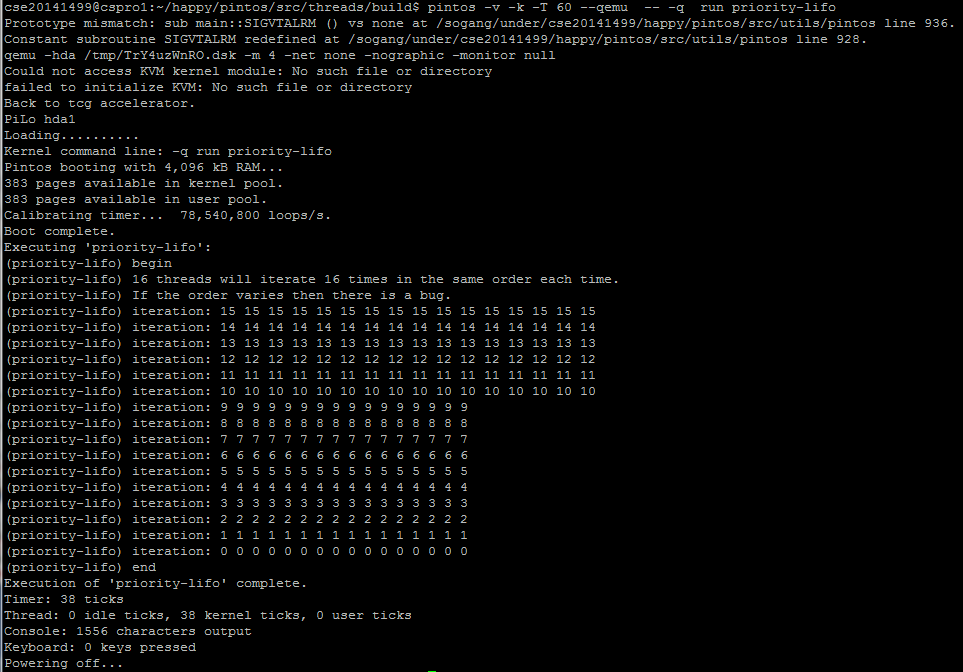 cse20141499@cspro1:~/happy/pintos/src/threads/build$ pintos -v -k -T 60 --qemu  -- -q  run priority-lifo
Prototype mismatch: sub main::SIGVTALRM () vs none at /sogang/under/cse20141499/happy/pintos/src/utils/pintos line 936.
Constant subroutine SIGVTALRM redefined at /sogang/under/cse20141499/happy/pintos/src/utils/pintos line 928.
qemu -hda /tmp/TrY4uzWnRO.dsk -m 4 -net none -nographic -monitor null
Could not access KVM kernel module: No such file or directory
failed to initialize KVM: No such file or directory
Back to tcg accelerator.
PiLo hda1
Loading..........
Kernel command line: -q run priority-lifo
Pintos booting with 4,096 kB RAM...
383 pages available in kernel pool.
383 pages available in user pool.
Calibrating timer...  78,540,800 loops/s.
Boot complete.
Executing 'priority-lifo':
(priority-lifo) begin
(priority-lifo) 16 threads will iterate 16 times in the same order each time.
(priority-lifo) If the order varies then there is a bug.
(priority-lifo) iteration: 15 15 15 15 15 15 15 15 15 15 15 15 15 15 15 15
(priority-lifo) iteration: 14 14 14 14 14 14 14 14 14 14 14 14 14 14 14 14
(priority-lifo) iteration: 13 13 13 13 13 13 13 13 13 13 13 13 13 13 13 13
(priority-lifo) iteration: 12 12 12 12 12 12 12 12 12 12 12 12 12 12 12 12
(priority-lifo) iteration: 11 11 11 11 11 11 11 11 11 11 11 11 11 11 11 11
(priority-lifo) iteration: 10 10 10 10 10 10 10 10 10 10 10 10 10 10 10 10
(priority-lifo) iteration: 9 9 9 9 9 9 9 9 9 9 9 9 9 9 9 9
(priority-lifo) iteration: 8 8 8 8 8 8 8 8 8 8 8 8 8 8 8 8
(priority-lifo) iteration: 7 7 7 7 7 7 7 7 7 7 7 7 7 7 7 7
(priority-lifo) iteration: 6 6 6 6 6 6 6 6 6 6 6 6 6 6 6 6
(priority-lifo) iteration: 5 5 5 5 5 5 5 5 5 5 5 5 5 5 5 5
(priority-lifo) iteration: 4 4 4 4 4 4 4 4 4 4 4 4 4 4 4 4
(priority-lifo) iteration: 3 3 3 3 3 3 3 3 3 3 3 3 3 3 3 3
(priority-lifo) iteration: 2 2 2 2 2 2 2 2 2 2 2 2 2 2 2 2
(priority-lifo) iteration: 1 1 1 1 1 1 1 1 1 1 1 1 1 1 1 1
(priority-lifo) iteration: 0 0 0 0 0 0 0 0 0 0 0 0 0 0 0 0
(priority-lifo) end
Execution of 'priority-lifo' complete.
Timer: 38 ticks
Thread: 0 idle ticks, 38 kernel ticks, 0 user ticks
Console: 1556 characters output
Keyboard: 0 keys pressed
Powering off...